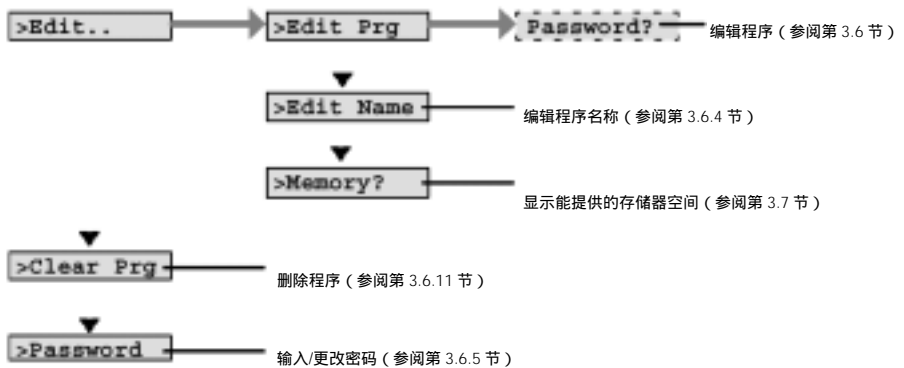 >Edit.. >Edit Prg Password? 编辑程序（参阅第3.6 节）
>Edit Name 编辑程序名称（参阅第 3.6.4 节）
>Memory? 显示能提供的存储器空间（参阅第 3.7 节）
>Clear Prg 删除程序（参阅第 3.6.11 节）
>Password 输入/更改密码（参阅第 3.6.5 节）